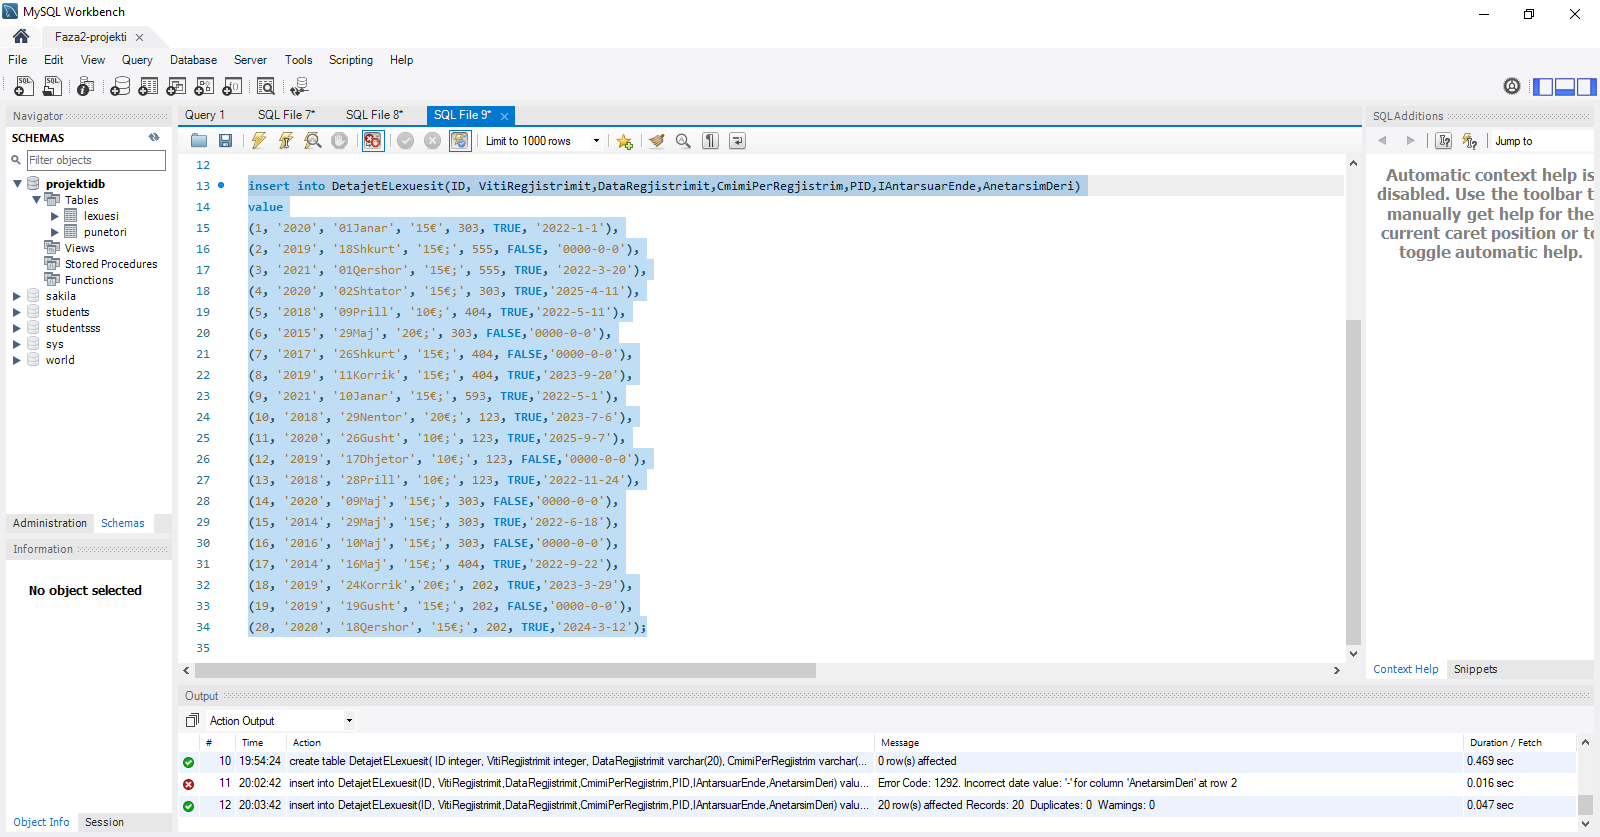 MySQL Workbench
Faza2-projekti
File Edit View Query Database Server Tools Scripting Help
Navigator
SCHEMAS
Filter objects
projektidb
Tables
lexuesi
punetori
Views
Stored Procedures
Functions
sakila
students
studentsss
sys
world
Administration Schemas
Information
No object selected
Object Info Session
Query 1 SQL File 7* SQL File 8* SQL File 9*
Limit to 1000 rows
12
13 insert into DetajetELexuesit(ID, VitiRegjistrimit,DataRegjistrimit,CmimiPerRegjistrim,PID,IAntarsuarEnde,AnetarsimDeri)
14 value
15 (1, '2020', '01Janar', '15€', 303, TRUE, '2022-1-1'),
16 (2, '2019', '18Shkurt', '15€;', 555, FALSE, '0000-0-0'),
17 (3, '2021', '01Qershor', '15€;', 555, TRUE, '2022-3-20'),
18 (4, '2020', '02Shtator', '15€;', 303, TRUE,'2025-4-11'),
19 (5, '2018', '09Prill', '10€;', 404, TRUE,'2022-5-11'),
20 (6, '2015', '29Maj', '20€;', 303, FALSE,'0000-0-0'),
21 (7, '2017', '26Shkurt', '15€;', 404, FALSE,'0000-0-0'),
22 (8, '2019', '11Korrik', '15€;', 404, TRUE,'2023-9-20'),
23 (9, '2021', '10Janar', '15€;', 593, TRUE,'2022-5-1'),
24 (10, '2018', '29Nentor', '20€;', 123, TRUE,'2023-7-6'),
25 (11, '2020', '26Gusht', '10€;', 123, TRUE,'2025-9-7'),
26 (12, '2019', '17Dhjetor', '10€;', 123, FALSE,'0000-0-0'),
27 (13, '2018', '28Prill', '10€;', 123, TRUE,'2022-11-24'),
28 (14, '2020', '09Maj', '15€;', 303, FALSE,'0000-0-0'),
29 (15, '2014', '29Maj', '15€;', 303, TRUE,'2022-6-18'),
30 (16, '2016', '10Maj', '15€;', 303, FALSE,'0000-0-0'),
31 (17, '2014', '16Maj', '15€;', 404, TRUE,'2022-9-22'),
32 (18, '2019', '24Korrik','20€;', 202, TRUE,'2023-3-29'),
33 (19, '2019', '19Gusht', '15€;', 202, FALSE,'0000-0-0'),
34 (20, '2020', '18Qershor', '15€;', 202, TRUE,'2024-3-12');
35
SQLAdditions
Jump to
Automatic context help is
disabled. Use the toolbar t
manually get help for the
current caret position or to
toggle automatic help.
Context Help Snippets
Output
Action Output
# Time Action Message Duration / Fetch
10 19:54:24 create table DetajetELexuesit( ID integer, VitiRegjistrimit integer, DataRegjistrimit varchar(20), CmimiPerRegjistrim varchar(... 0 row(s) affected 0.469 sec
11 20:02:42 insert into DetajetELexuesit(ID, VitiRegjistrimit,DataRegjistrimit,CmimiPerRegjistrim,PID,IAntarsuarEnde,AnetarsimDeri) valu... Error Code: 1292. Incorrect date value: '-' for column 'AnetarsimDeri' at row 2 0.016 sec
12 20:03:42 insert into DetajetELexuesit(ID, VitiRegjistrimit,DataRegjistrimit,CmimiPerRegjistrim,PID,IAntarsuarEnde,AnetarsimDeri) valu... 20 row(s) affected Records: 20 Duplicates: 0 Warnings: 0 0.047 sec